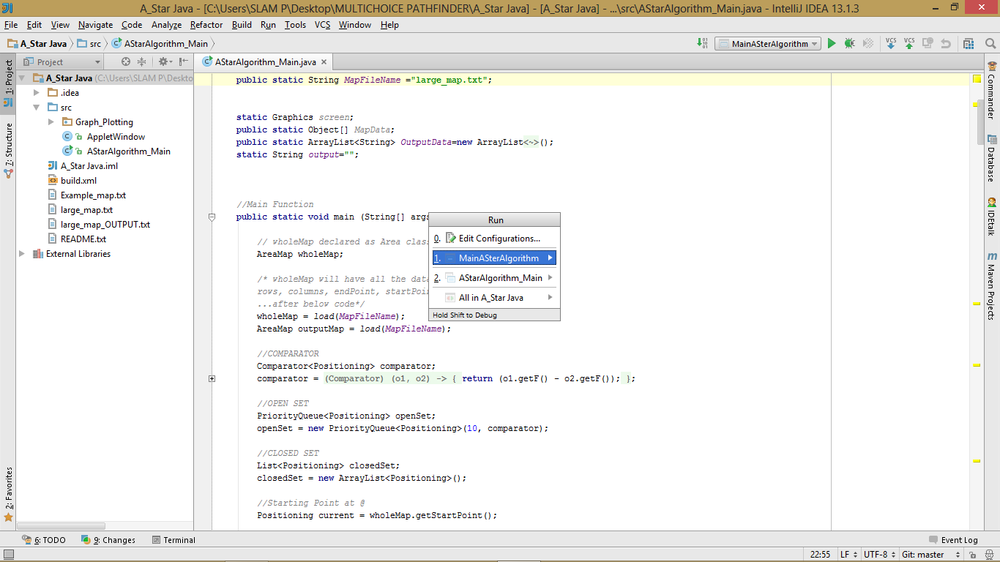 A_Star Java - [C:\Users\SLAM P\Desktop\MULTICHOICE PATHFINDER\A_Star Java] - [A_Star Java] - ...\src\AStarAlgorithm_Main.java - IntelliJ IDEA 13.1.3
File Edit View Navigate Code Analyze Refactor Build Run Tools VCS Window Help
A_Star Java src AStarAlgorithm_Main
MainASterAlgorithm VCS VCS
1: Project
7: Structure
2: Favorites
Project
A_Star Java (C:\Users\SLAM P\Deskto
.idea
src
Graph_Plotting
AppletWindow
AStarAlgorithm_Main
A_Star Java.iml
build.xml
Example_map.txt
large_map.txt
large_map_OUTPUT.txt
README.txt
External Libraries
AStarAlgorithm_Main.java
public static String MapFileName ="large_map.txt";
static Graphics screen;
public static Object[] MapData;
public static ArrayList<String> OutputData=new ArrayList<~>();
static String output="";
//Main Function
public static void main (String[] args
// wholeMap declared as Area class
AreaMap wholeMap;
/* wholeMap will have all the data
rows, columns, endPoint, startPoin
...after below code*/
wholeMap = load(MapFileName);
AreaMap outputMap = load(MapFileName);
//COMPARATOR
Comparator<Positioning> comparator;
comparator = (Comparator) (o1, o2) -> { return (o1.getF() - o2.getF()); };
//OPEN SET
PriorityQueue<Positioning> openSet;
openSet = new PriorityQueue<Positioning>(10, comparator);
//CLOSED SET
List<Positioning> closedSet;
closedSet = new ArrayList<Positioning>();
//Starting Point at @
Positioning current = wholeMap.getStartPoint();
Run
0. Edit Configurations...
1. MainASterAlgorithm
2. AStarAlgorithm_Main
All in A_Star Java
Hold Shift to Debug
Commander
Database
IDEtalk
Maven Projects
6: TODO 9: Changes Terminal Event Log
22:55 LF UTF-8 Git: master